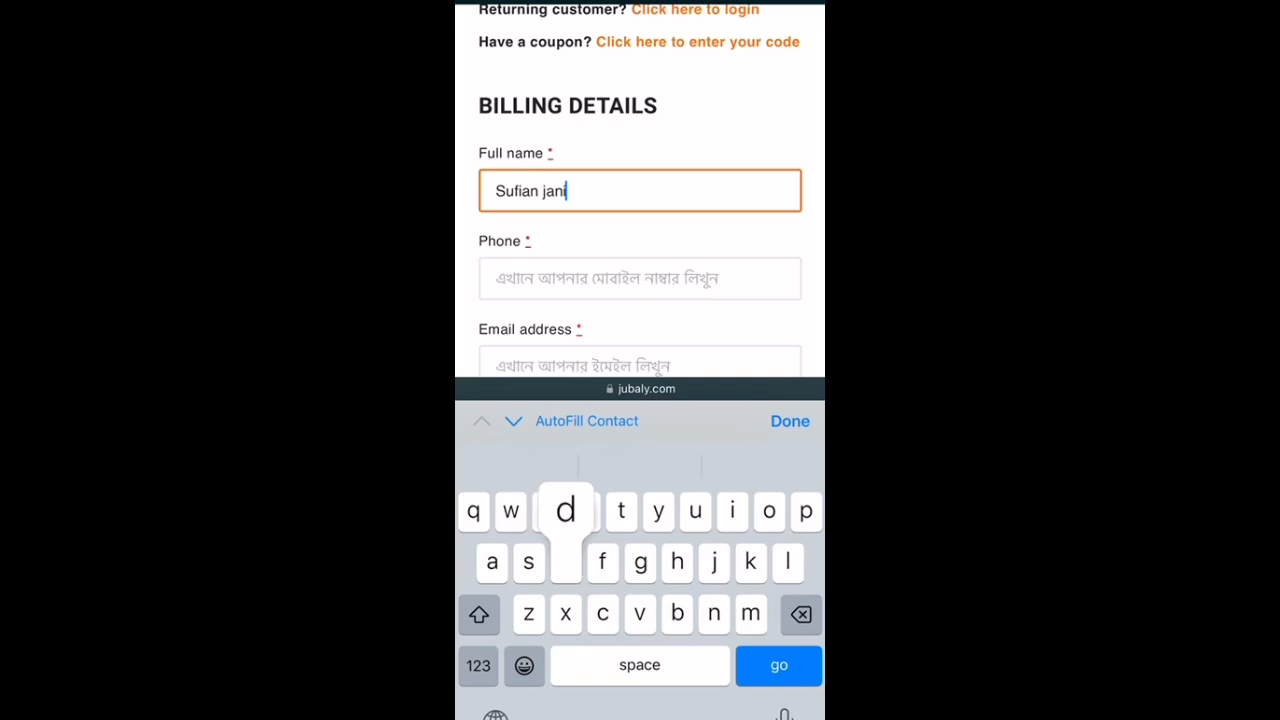 Returning customer? Click here to login
Have a coupon? Click here to enter your code
BILLING DETAILS
Full name *
Sufian jani
Phone *
এখানে আপনার মোবাইল নাম্বার লিখুন
Email address *
এখানে আপনার ইমেইল লিখুন
jubaly.com
AutoFill Contact Done
q w d t y u i o p
a s f g h j k l
z x c v b n m
123 space go